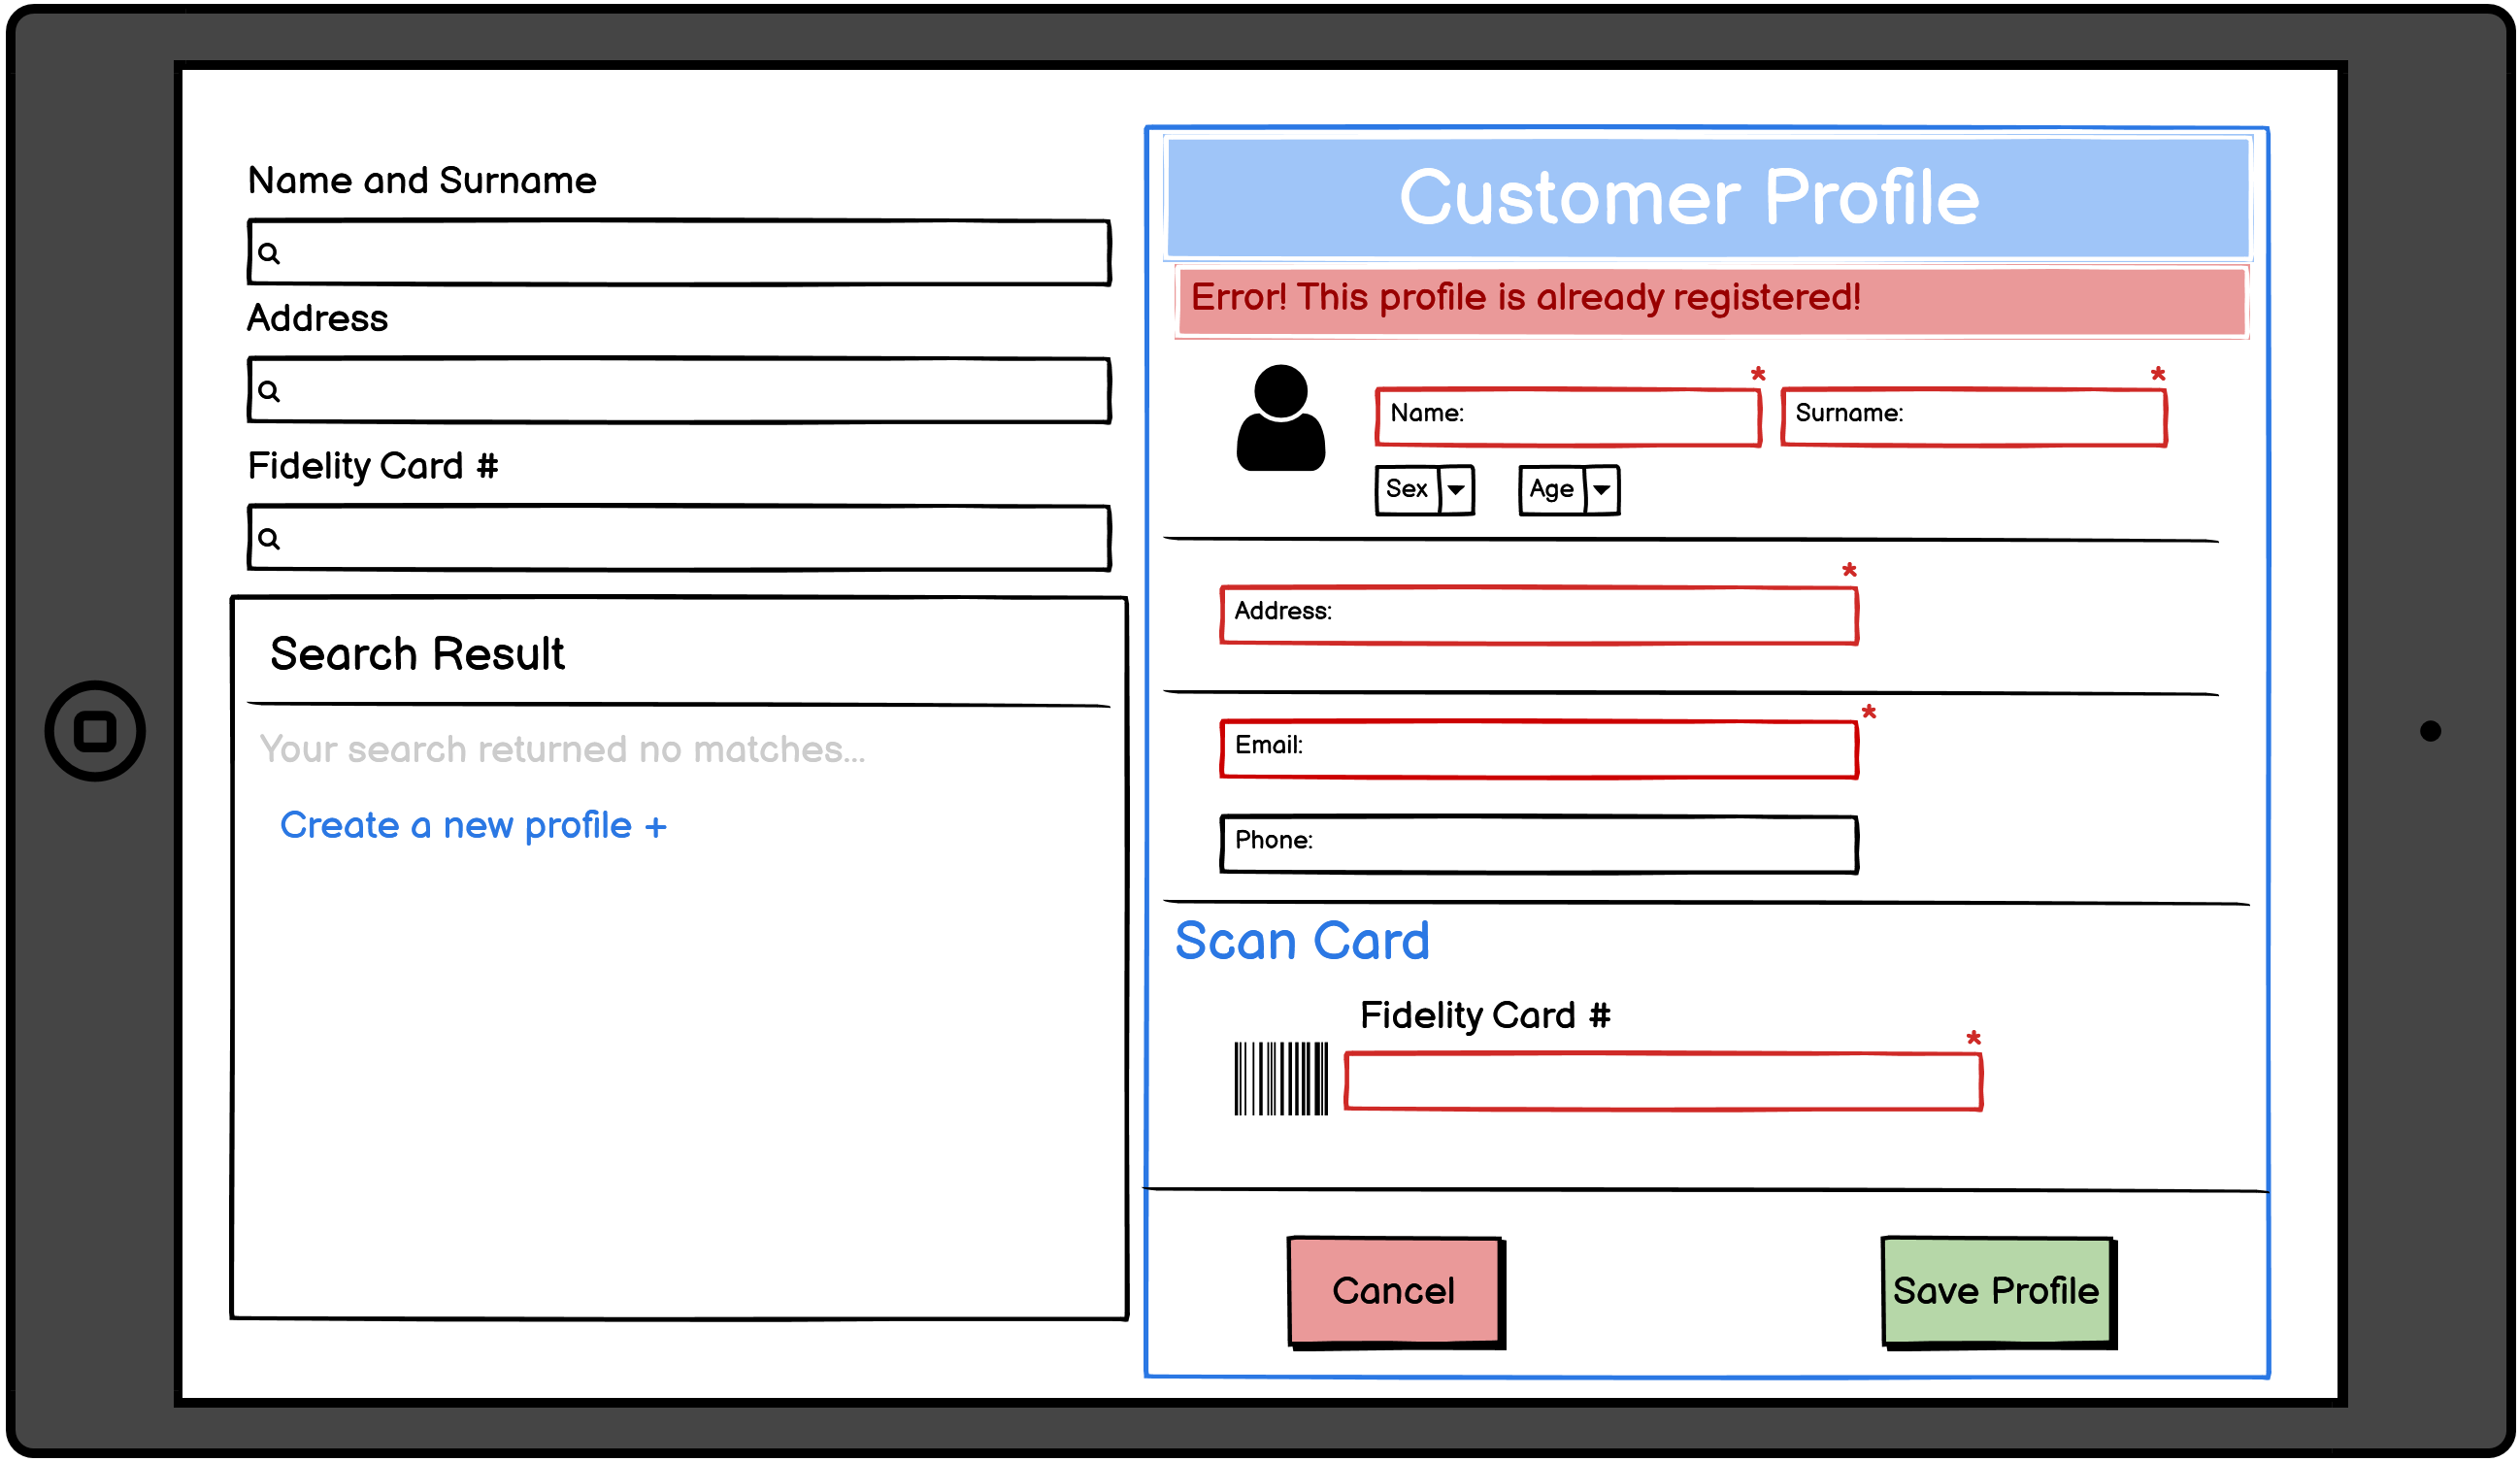 Name and Surname
Address
Fidelity Card #
Search Result
Your search returned no matches...
Create a new profile +
Customer Profile
Error! This profile is already registered!
* *
Name: Surname:
Sex Age
*
Address:
*
Email:
Phone:
Scan Card
Fidelity Card #
*
Cancel Save Profile